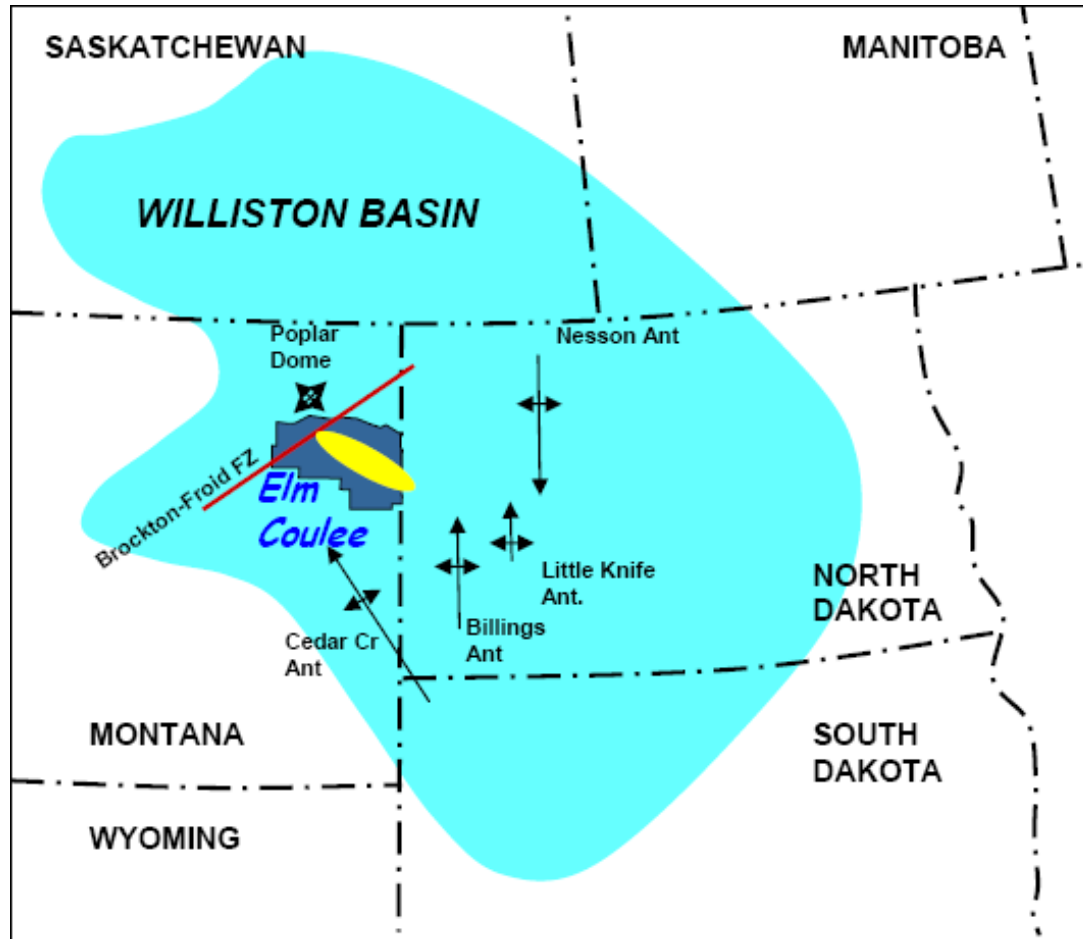 SASKATCHEWAN
MANITOBA
WILLISTON BASIN
Poplar
Dome
Nesson Ant
Brockton-Froid FZ
Elm
Coulee
Little Knife
Ant.
NORTH
DAKOTA
Cedar Cr
Ant
Billings
Ant
MONTANA
SOUTH
DAKOTA
WYOMING